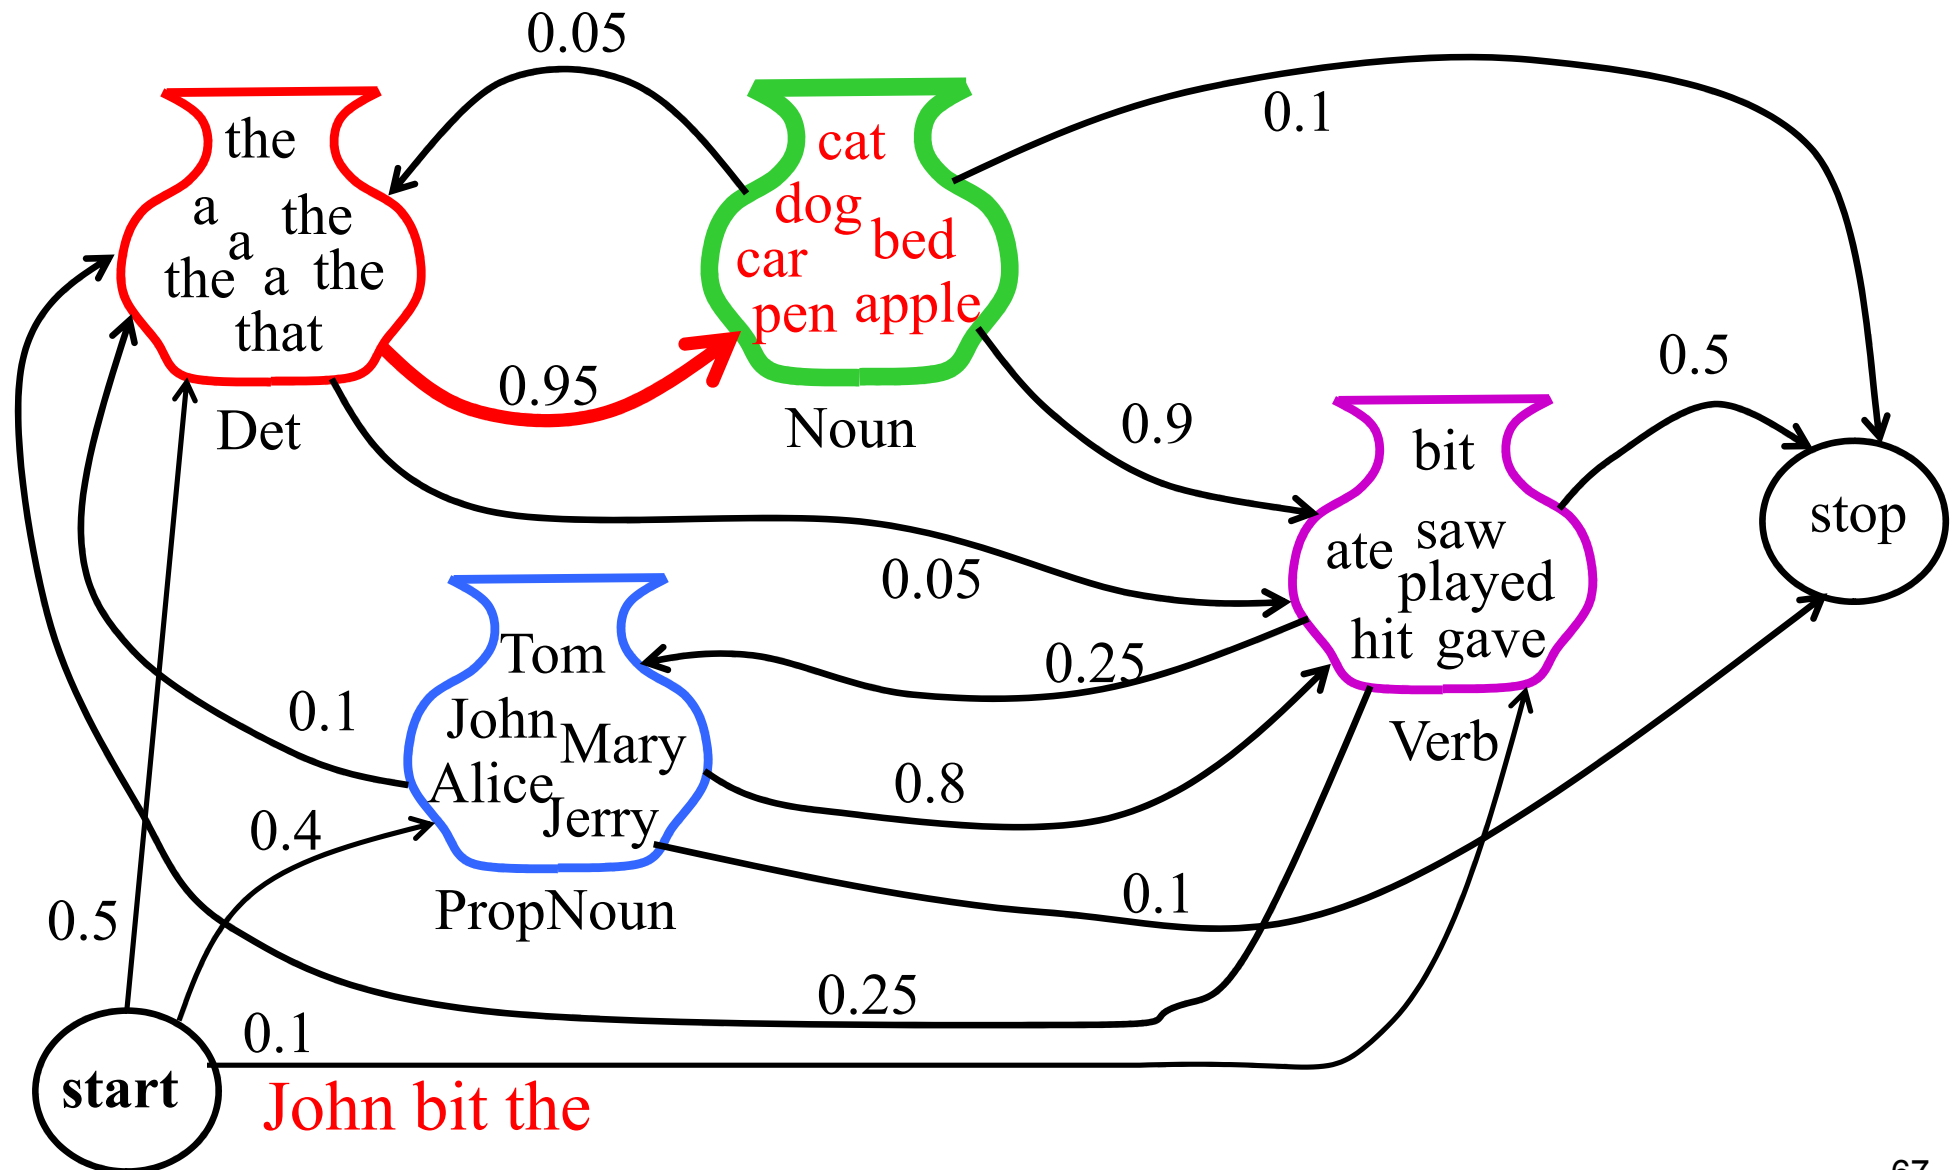 0.05
0.1
the
a
the
a
the
a
the
that
cat
dog
bed
car
pen
apple
0.95
Det
Noun
0.9
0.5
bit
saw
ate
played
hit
gave
stop
0.05
0.25
Verb
Tom
John
Mary
Alice
Jerry
PropNoun
0.1
0.8
0.4
0.5
0.1
0.25
0.1
start
John bit the
67